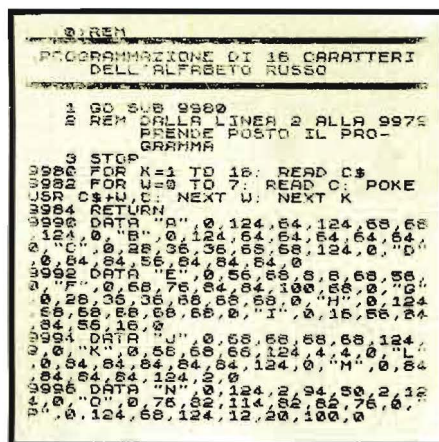 0>REM
PROGRAMMAZIONE DI 16 CARATTERI
DELL'ALFABETO RUSSO
1 GO SUB 9980
2 REM DALLA LINEA 2 ALLA 9979
PRENDE POSTO IL PRO-
GRAMMA
3 STOP
9980 FOR K=1 TO 16: READ C$
9982 FOR W=0 TO 7: READ C: POKE
USR C$+W,C: NEXT W: NEXT K
9984 RETURN
9990 DATA "A",0,124,64,124,68,68
,124,0,"B",0,124,64,64,64,64,64,
0,"C",0,28,36,36,68,68,124,0,"D"
,0,84,84,56,84,84,84,0
9992 DATA "E",0,56,68,8,8,68,56,
0,"F",0,68,76,84,84,100,68,0,"G"
,0,28,36,36,68,68,68,0,"H",0,124
,68,68,68,68,68,0,"I",0,16,56,84
,84,56,16,0
9994 DATA "J",0,68,68,68,68,124,
0,"K",0,68,68,68,124,4,4,0,"L"
,0,84,84,84,84,84,124,0,"M",0,84
,84,84,84,124,2,0
9996 DATA "N",0,2,94,50,2,12
"O",0,76,82,114,82,82,76,0,"
P",0,124,68,124,12,20,100,0